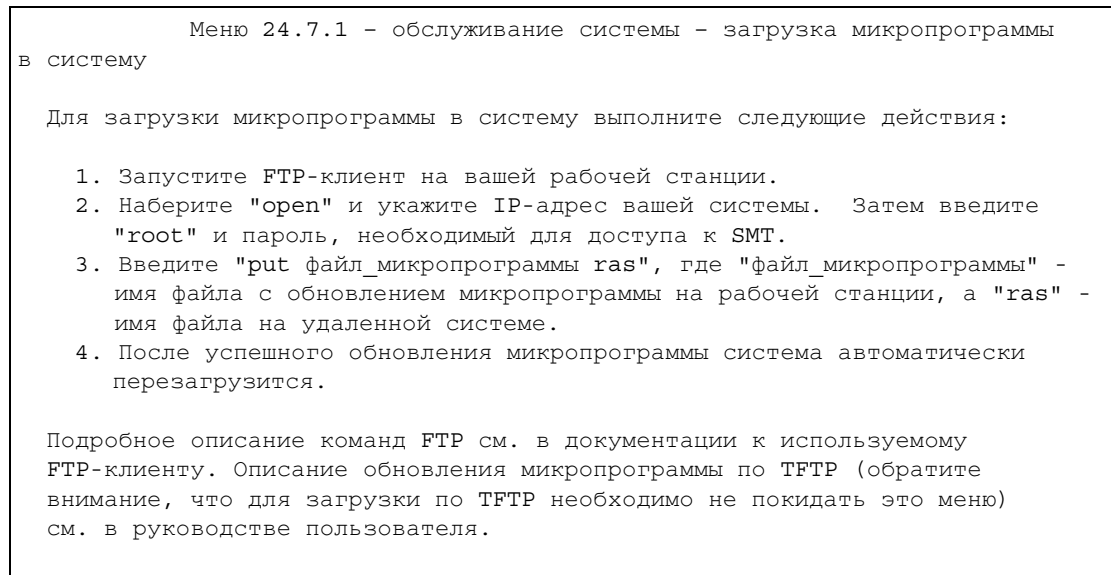 Меню 24.7.1 – обслуживание системы – загрузка микропрограммы
в систему
Для загрузки микропрограммы в систему выполните следующие действия:
1. Запустите FTP-клиент на вашей рабочей станции.
2. Наберите "open" и укажите IP-адрес вашей системы. Затем введите
"root" и пароль, необходимый для доступа к SMT.
3. Введите "put файл_микропрограммы ras", где "файл_микропрограммы" -
имя файла с обновлением микропрограммы на рабочей станции, а "ras" -
имя файла на удаленной системе.
4. После успешного обновления микропрограммы система автоматически
перезагрузится.
Подробное описание команд FTP см. в документации к используемому
FTP-клиенту. Описание обновления микропрограммы по TFTP (обратите
внимание, что для загрузки по TFTP необходимо не покидать это меню)
см. в руководстве пользователя.